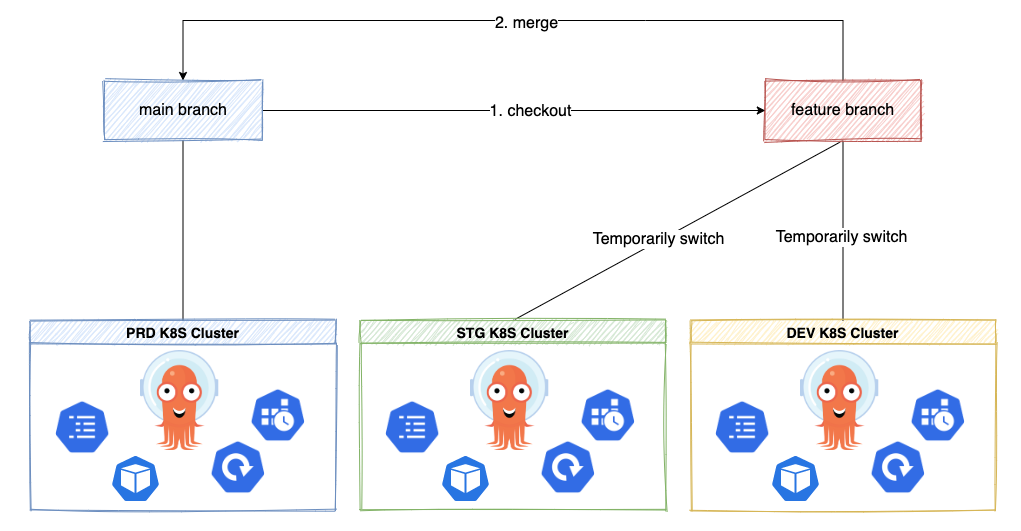 2. merge
main branch
1. checkout
feature branch
Temporarily switch
Temporarily switch
PRD K8S Cluster
STG K8S Cluster
DEV K8S Cluster